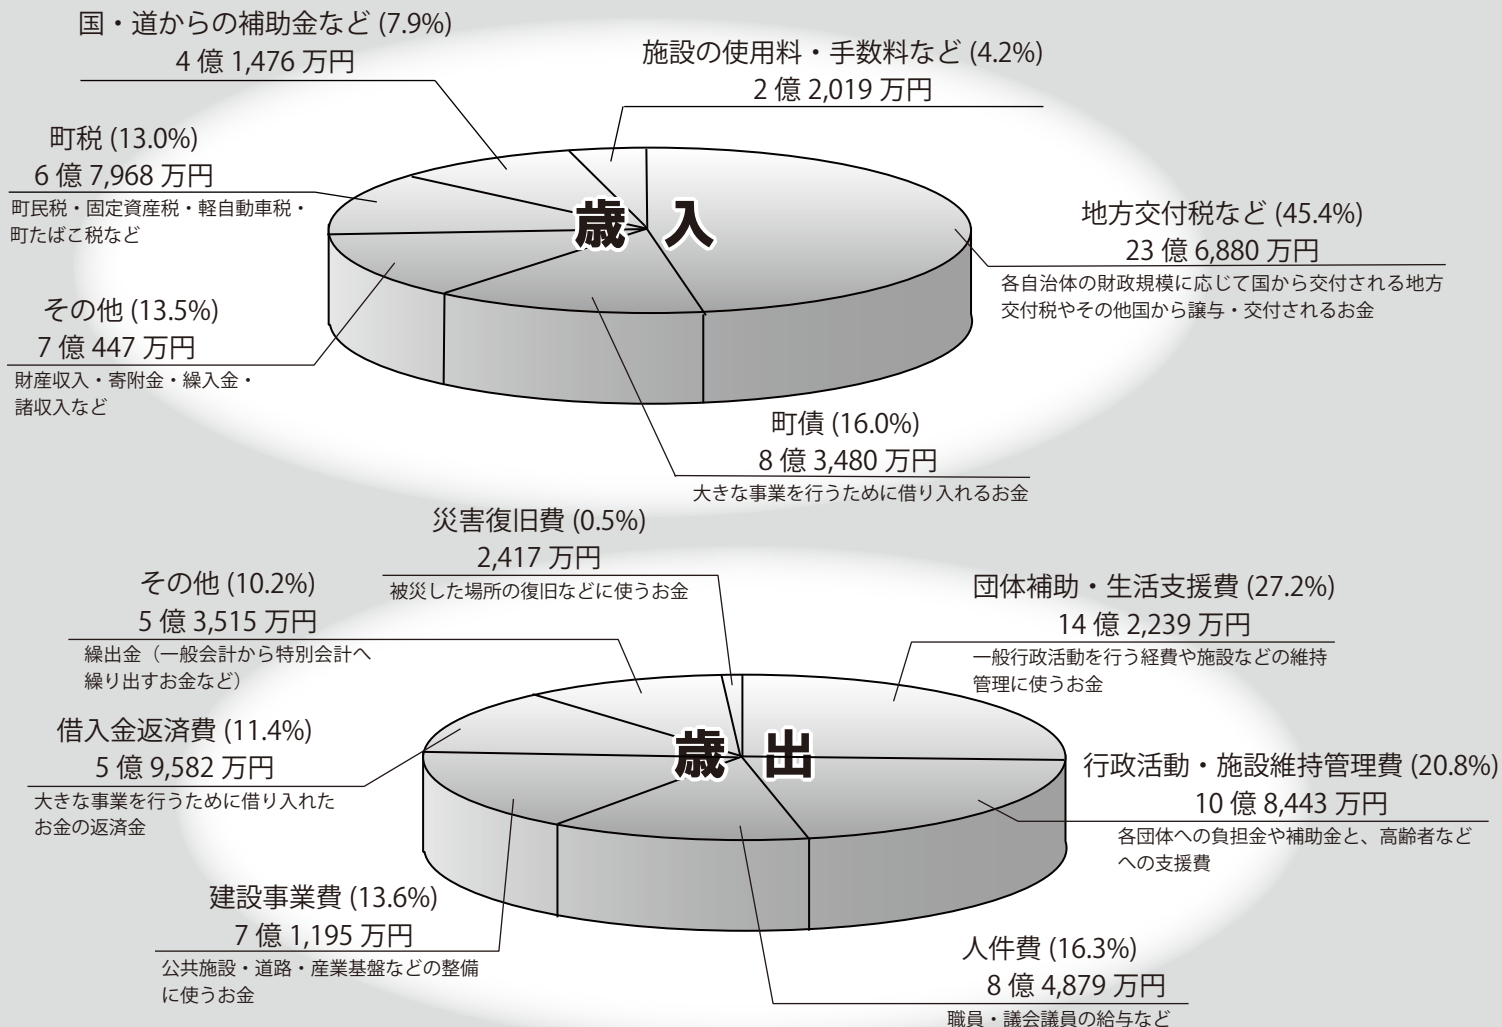 国・道からの補助金など (7.9%)
4 億 1,476 万円
施設の使用料・手数料など (4.2%)
2 億 2,019 万円
町税 (13.0%)
6 億 7,968 万円
町民税・固定資産税・軽自動車税・
町たばこ税など
歳 入
地方交付税など (45.4%)
23 億 6,880 万円
各自治体の財政規模に応じて国から交付される地方
交付税やその他国から譲与・交付されるお金
その他 (13.5%)
7 億 447 万円
財産収入・寄附金・繰入金・
諸収入など
町債 (16.0%)
8 億 3,480 万円
大きな事業を行うために借り入れるお金
災害復旧費 (0.5%)
2,417 万円
被災した場所の復旧などに使うお金
その他 (10.2%)
5 億 3,515 万円
繰出金（一般会計から特別会計へ
繰り出すお金など）
団体補助・生活支援費 (27.2%)
14 億 2,239 万円
一般行政活動を行う経費や施設などの維持
管理に使うお金
歳 出
借入金返済費 (11.4%)
5 億 9,582 万円
大きな事業を行うために借り入れた
お金の返済金
行政活動・施設維持管理費 (20.8%)
10 億 8,443 万円
各団体への負担金や補助金と、高齢者など
への支援費
建設事業費 (13.6%)
7 億 1,195 万円
公共施設・道路・産業基盤などの整備
に使うお金
人件費 (16.3%)
8 億 4,879 万円
職員・議会議員の給与など